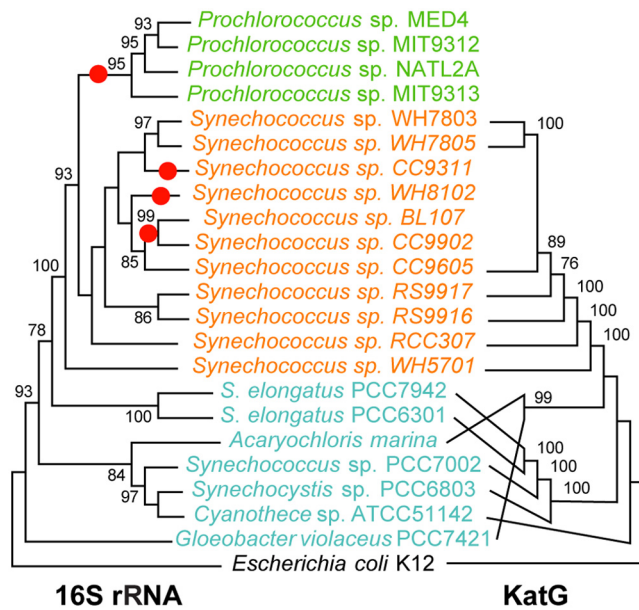 93
Prochlorococcus sp. MED4
95
Prochlorococcus sp. MIT9312
95
Prochlorococcus sp. NATL2A
Prochlorococcus sp. MIT9313
97
Synechococcus sp. WH7803
100
Synechococcus sp. WH7805
93
Synechococcus sp. CC9311
Synechococcus sp. WH8102
99
Synechococcus sp. BL107
Synechococcus sp. CC9902
89
85
100
Synechococcus sp. CC9605
76
Synechococcus sp. RS9917
100
86
Synechococcus sp. RS9916
100
78
Synechococcus sp. RCC307
100
Synechococcus sp. WH5701
93
S. elongatus PCC7942
99
100
S. elongatus PCC6301
Acaryochloris marina
100
84
Synechococcus sp. PCC7002
100
97
Synechocystis sp. PCC6803
100
Cyanothece sp. ATCC51142
Gloeobacter violaceus PCC7421
Escherichia coli K12
16S rRNA KatG